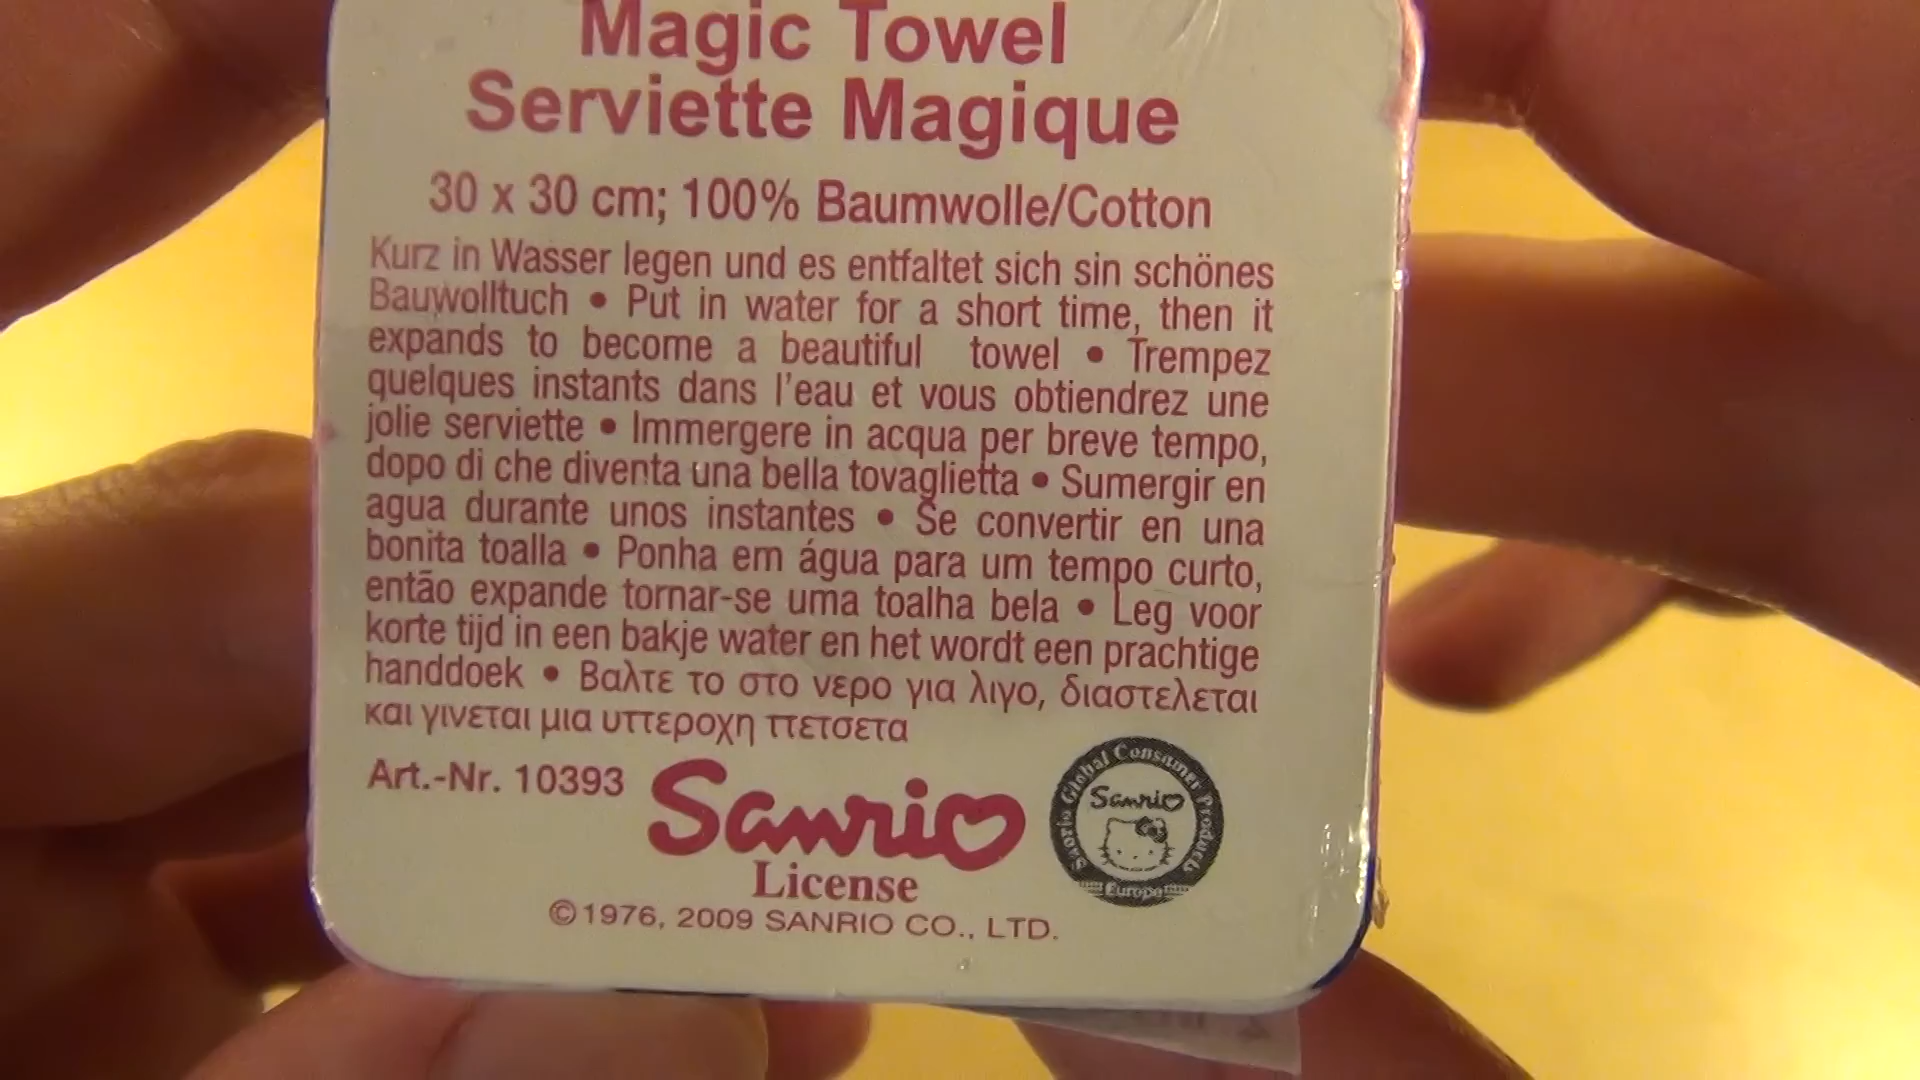 Magic Towel
Serviette Magique
30 x 30 cm; 100% Baumwolle/Cotton
Kurz in Wasser legen und es entfaltet sich sin schönes
Bauwolltuch • Put in water for a short time, then it
expands to become a beautiful towel • Trempez
quelques instants dans l'eau et vous obtiendrez une
jolie serviette • Immergere in acqua per breve tempo,
dopo di che diventa una bella tovaglietta • Sumergir en
agua durante unos instantes • Se convertir en una
bonita toalla • Ponha em água para um tempo curto,
então expande tornar-se uma toalha bela • Leg voor
korte tijd in een bakje water en het wordt een prachtige
handdoek • Βαλτε το στο νερο για λιγο, διαστελεται
και γινεται μια υττεροχη ττετσετα
Art.-Nr. 10393
Sanrio
License
©1976, 2009 SANRIO CO., LTD.
Sanrio Global Consumer Products
Sanrio
Europe